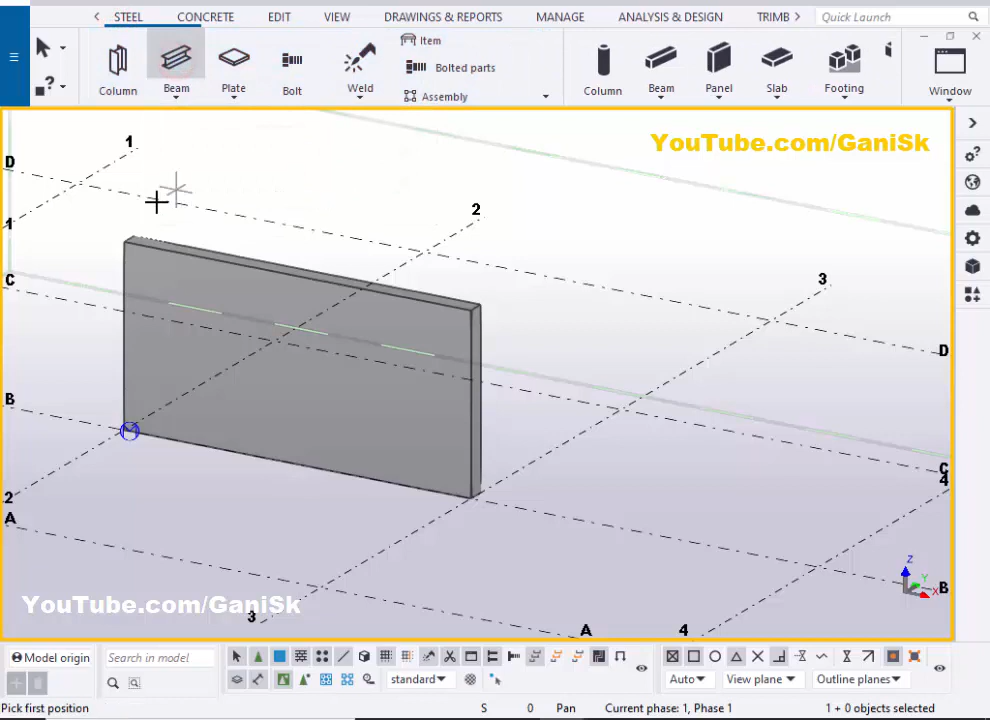 STEEL CONCRETE EDIT VIEW DRAWINGS & REPORTS MANAGE ANALYSIS & DESIGN TRIMB Quick Launch
Column Beam Plate Bolt Weld
Item
Bolted parts
Assembly
Column Beam Panel Slab Footing Window
YouTube.com/GaniSk
1
D
2
1
3
C
D
B
C
4
2
A
B
YouTube.com/GaniSk
3
A
4
Z
Y
X
Model origin Search in model
standard Auto View plane Outline planes
Pick first position S O Pan Current phase: 1, Phase 1 1 + 0 objects selected